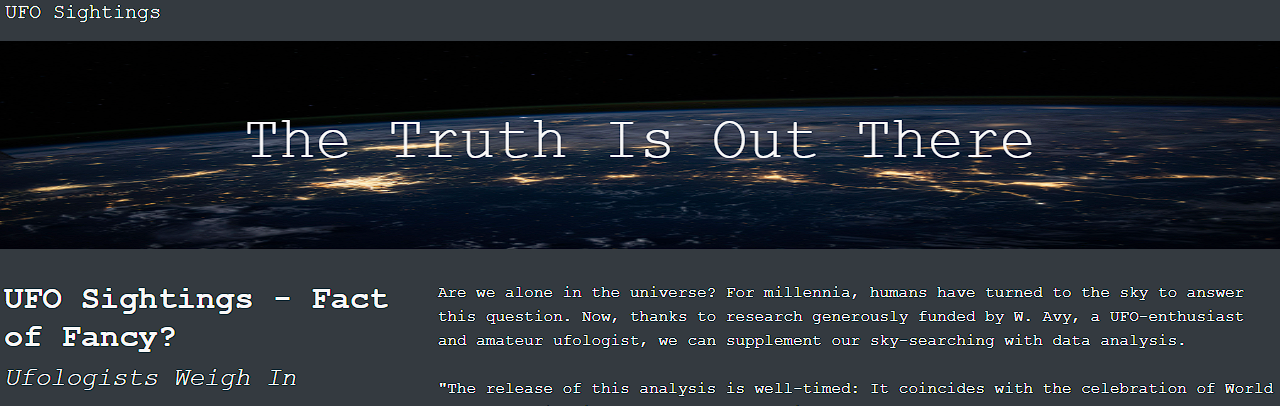 UFO Sightings
The Truth Is Out There
UFO Sightings - Fact
of Fancy?
Ufologists Weigh In
Are we alone in the universe? For millennia, humans have turned to the sky to answer
this question. Now, thanks to research generously funded by W. Avy, a UFO-enthusiast
and amateur ufologist, we can supplement our sky-searching with data analysis.
"The release of this analysis is well-timed: It coincides with the celebration of World